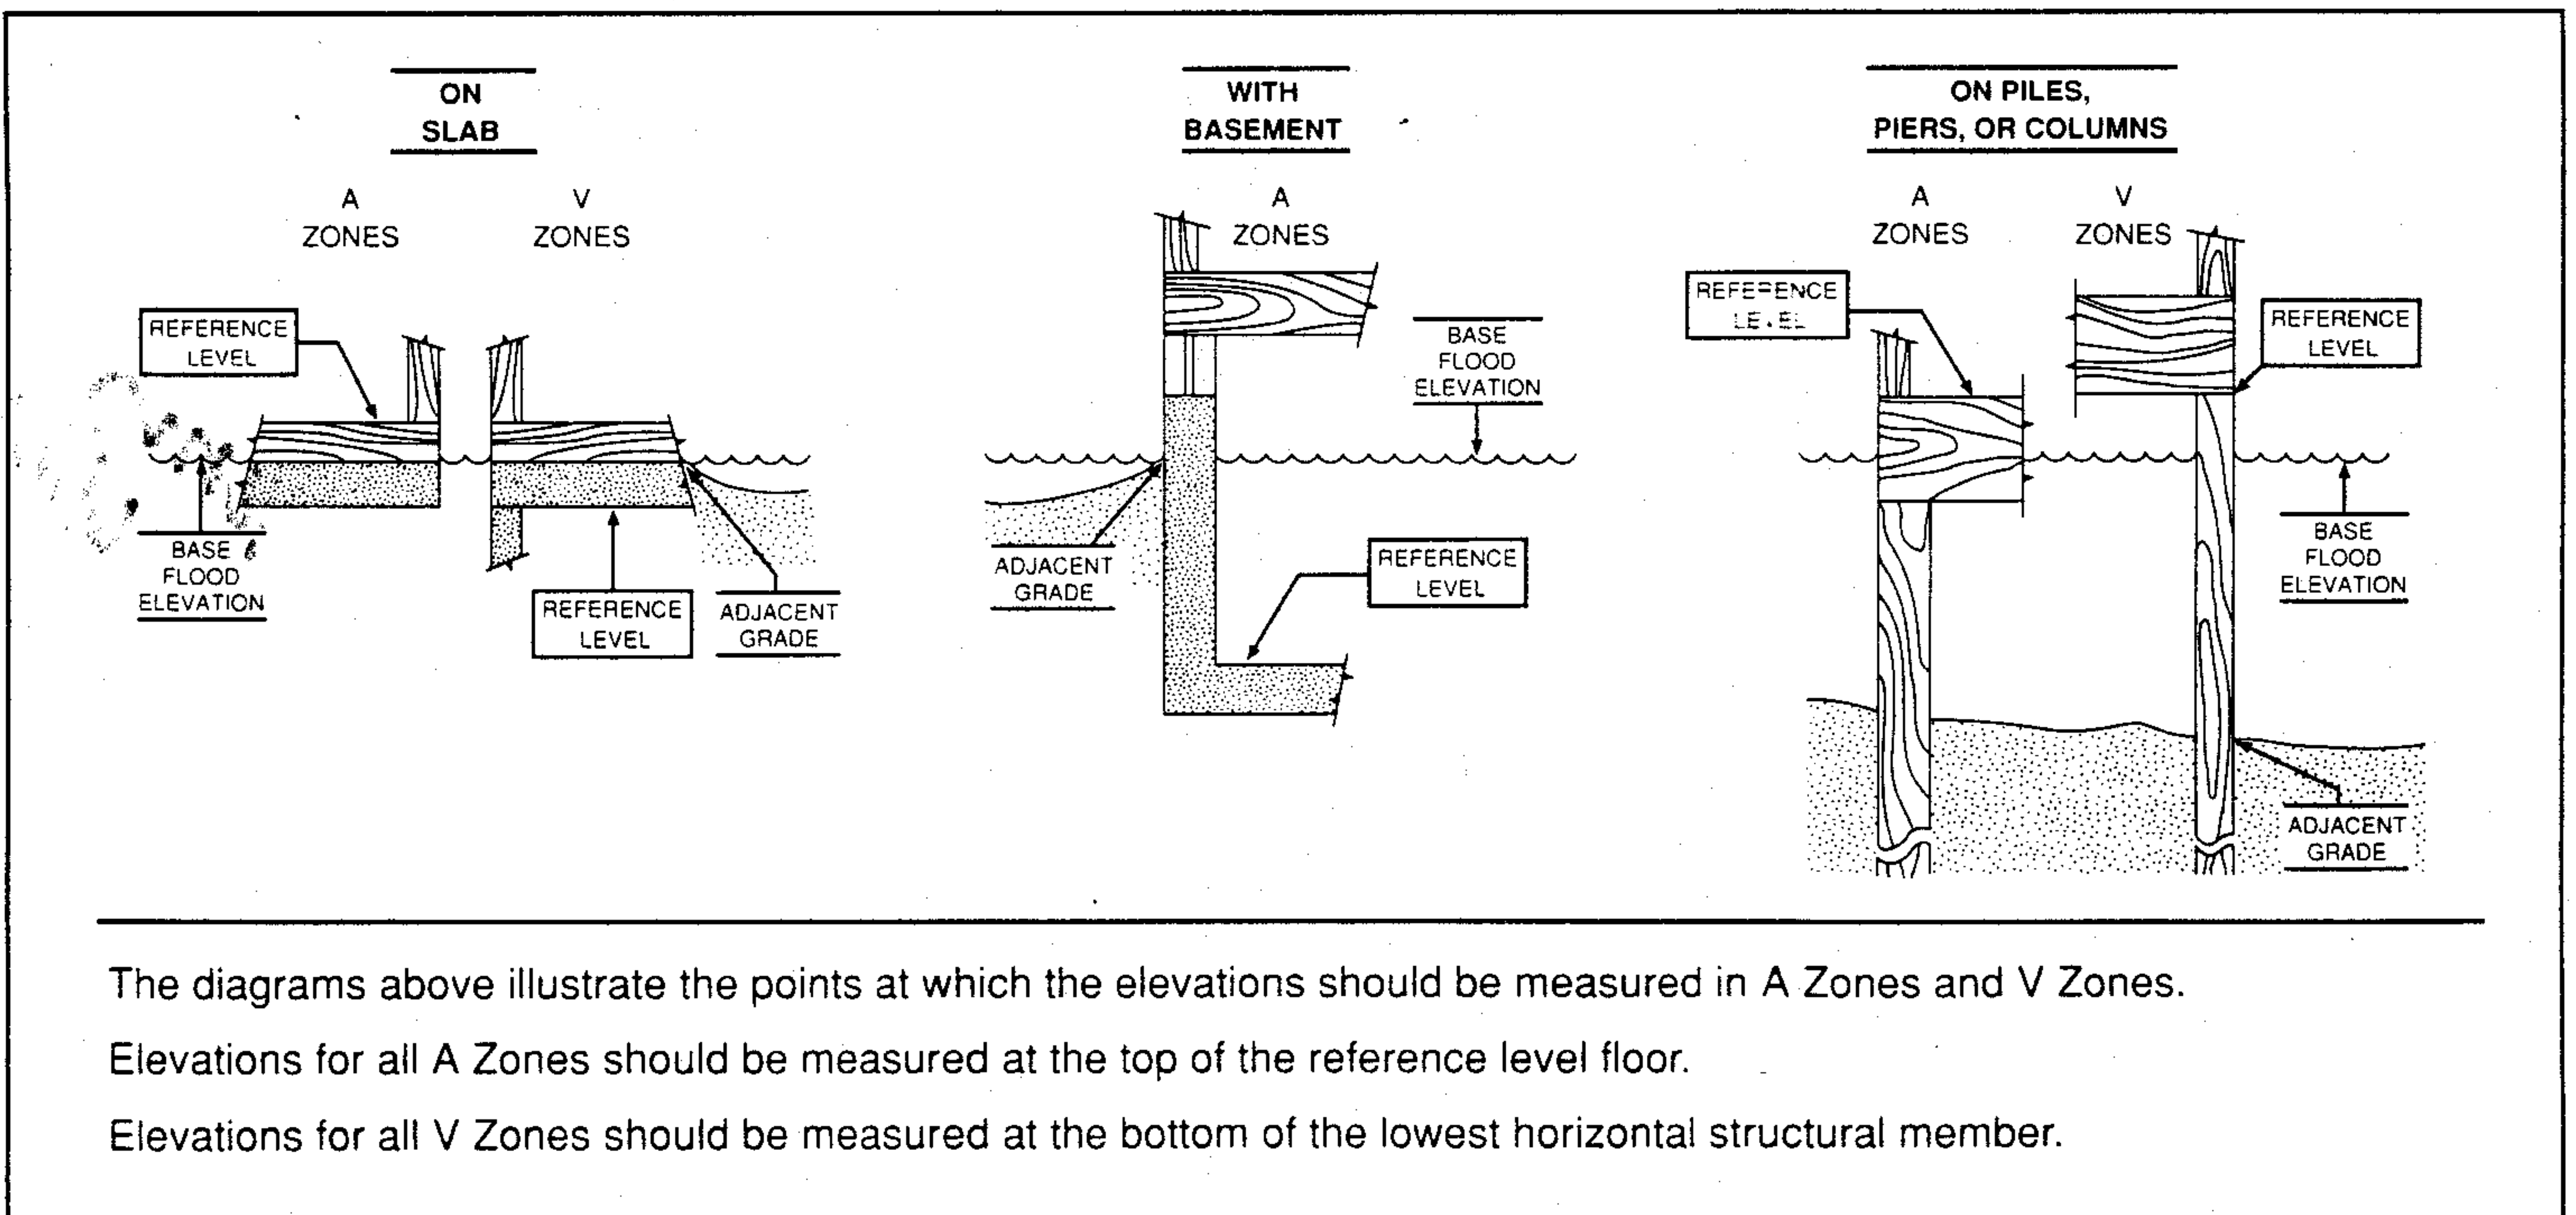 ON
SLAB
A
ZONES
V
ZONES
REFERENCE
LEVEL
BASE
FLOOD
ELEVATION
REFERENCE
LEVEL
ADJACENT
GRADE
WITH
BASEMENT
A
ZONES
BASE
FLOOD
ELEVATION
ADJACENT
GRADE
REFERENCE
LEVEL
ON PILES,
PIERS, OR COLUMNS
A
ZONES
V
ZONES
REFERENCE
LEVEL
REFERENCE
LEVEL
BASE
FLOOD
ELEVATION
ADJACENT
GRADE
The diagrams above illustrate the points at which the elevations should be measured in A Zones and V Zones.
Elevations for all A Zones should be measured at the top of the reference level floor.
Elevations for all V Zones should be measured at the bottom of the lowest horizontal structural member.